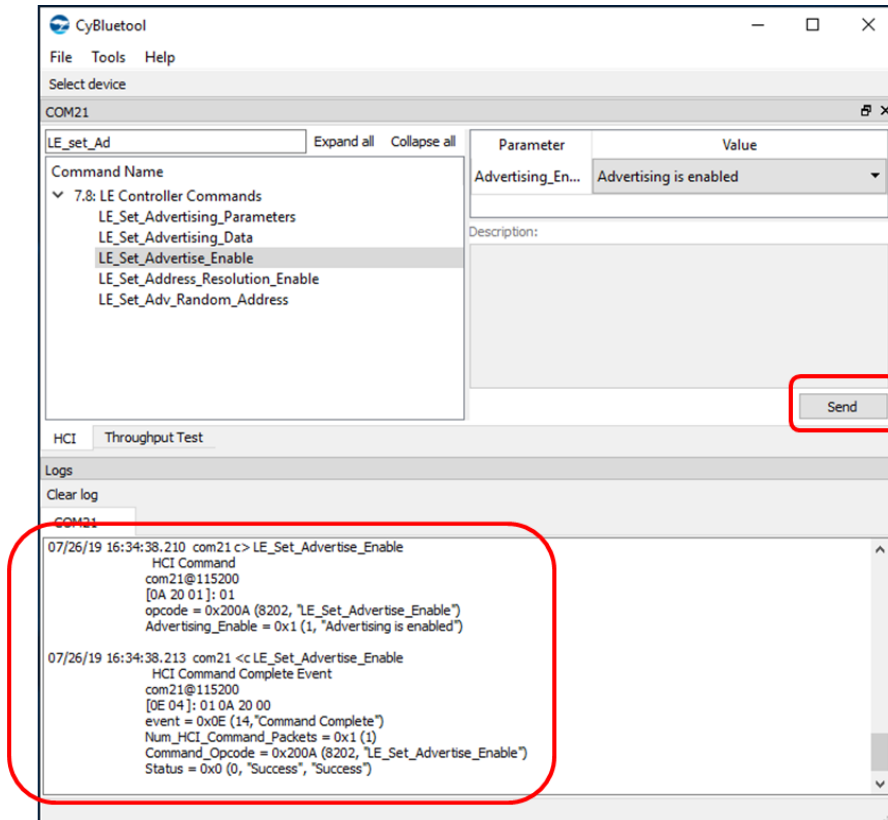 CyBluetool
File Tools Help
Select device
COM21
LE_set_Ad Expand all Collapse all
Command Name
7.8: LE Controller Commands
LE_Set_Advertising_Parameters
LE_Set_Advertising_Data
LE_Set_Advertise_Enable
LE_Set_Address_Resolution_Enable
LE_Set_Adv_Random_Address
Parameter Value
Advertising_En... Advertising is enabled
Description:
Send
HCI Throughput Test
Logs
Clear log
COM21
07/26/19 16:34:38.210 com21 c> LE_Set_Advertise_Enable
HCI Command
com21@115200
[0A 20 01]: 01
opcode = 0x200A (8202, "LE_Set_Advertise_Enable")
Advertising_Enable = 0x1 (1, "Advertising is enabled")
07/26/19 16:34:38.213 com21 <c LE_Set_Advertise_Enable
HCI Command Complete Event
com21@115200
[0E 04]: 01 0A 20 00
event = 0x0E (14,"Command Complete")
Num_HCI_Command_Packets = 0x1 (1)
Command_Opcode = 0x200A (8202, "LE_Set_Advertise_Enable")
Status = 0x0 (0, "Success", "Success")